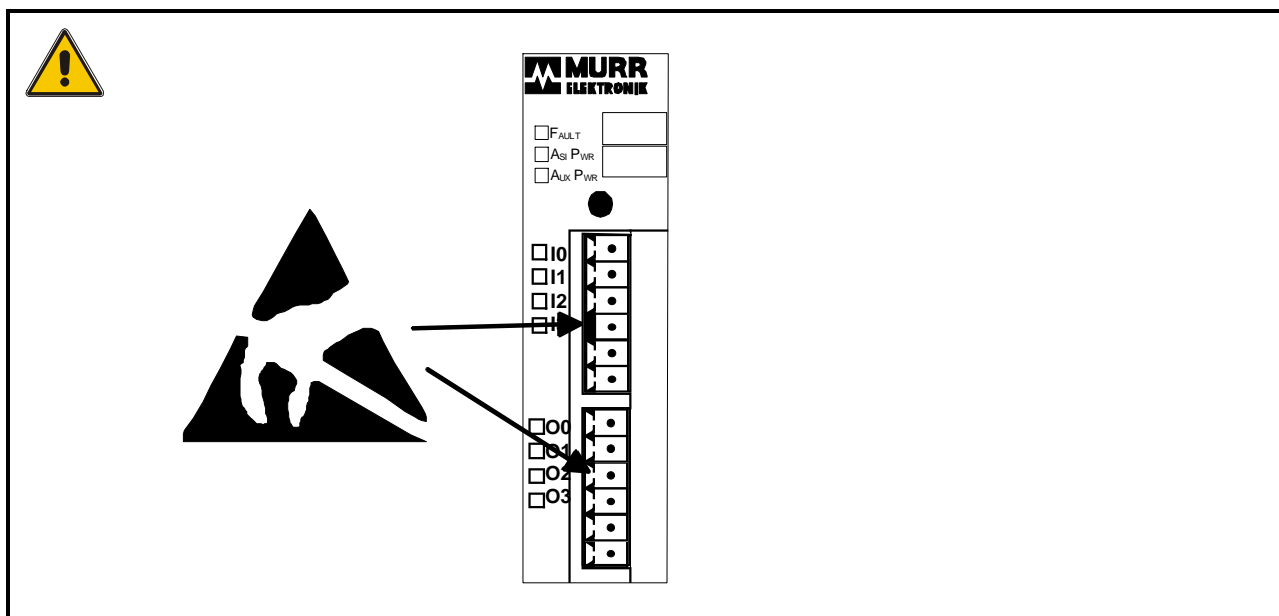 MURR
ELEKTRONIK
FAULT
ASI PWR
AUX PWR
I0
I1
I2
O0
O1
O2
O3